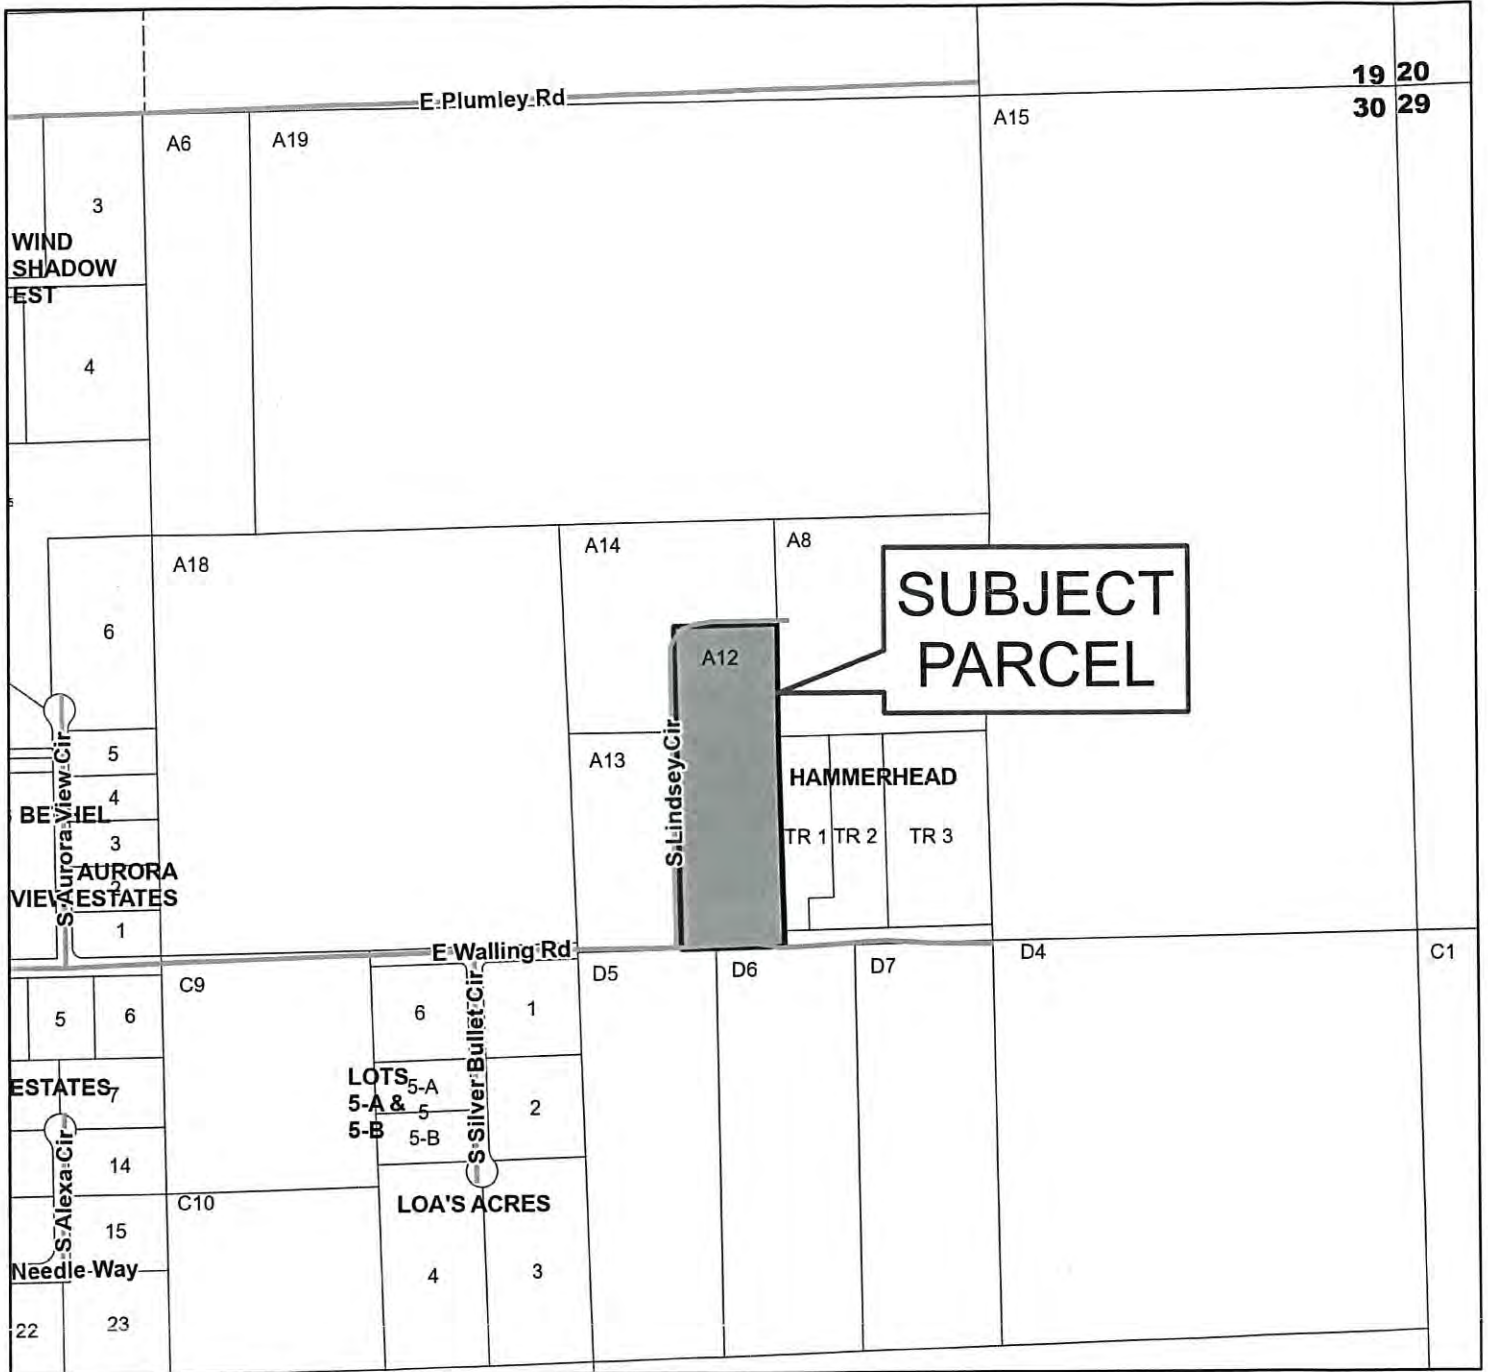 19 20
E Plumley Rd
30 29
A15
A6
A19
3
WIND
SHADOW
EST
4
A14
A8
A18
SUBJECT
PARCEL
6
A12
S Lindsey Cir
A13
5
HAMMERHEAD
4
BETHEL
S Aurora View Cir
3
TR 1
TR 2
TR 3
AURORA
2
VIEW ESTATES
1
E Walling Rd
D4
C1
D5
D6
D7
C9
6
S Silver Bullet Cir
1
5
6
LOTS
5-A &
5-B
5-A
5
5-B
2
ESTATES
7
S Alexa Cir
14
C10
LOA'S ACRES
15
Needle Way
4
3
22
23